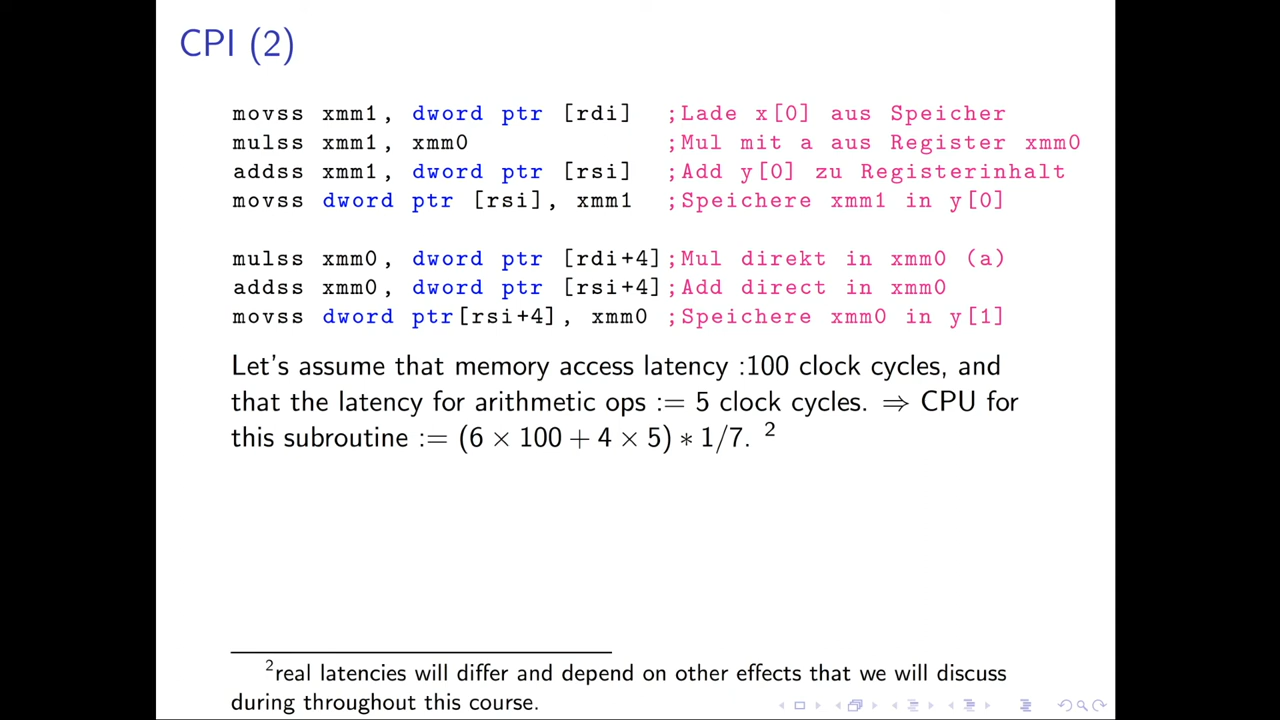 CPI (2)
movss xmm1, dword ptr [rdi] ;Lade x[0] aus Speicher
mulss xmm1, xmm0 ;Mul mit a aus Register xmm0
addss xmm1, dword ptr [rsi] ;Add y[0] zu Registerinhalt
movss dword ptr [rsi], xmm1 ;Speichere xmm1 in y[0]
mulss xmm0, dword ptr [rdi+4];Mul direkt in xmm0 (a)
addss xmm0, dword ptr [rsi+4];Add direct in xmm0
movss dword ptr[rsi+4], xmm0 ;Speichere xmm0 in y[1]
Let's assume that memory access latency :100 clock cycles, and
that the latency for arithmetic ops := 5 clock cycles. ⇒ CPU for
this subroutine := (6 × 100 + 4 × 5) ∗ 1/7. ²
²real latencies will differ and depend on other effects that we will discuss
during throughout this course.